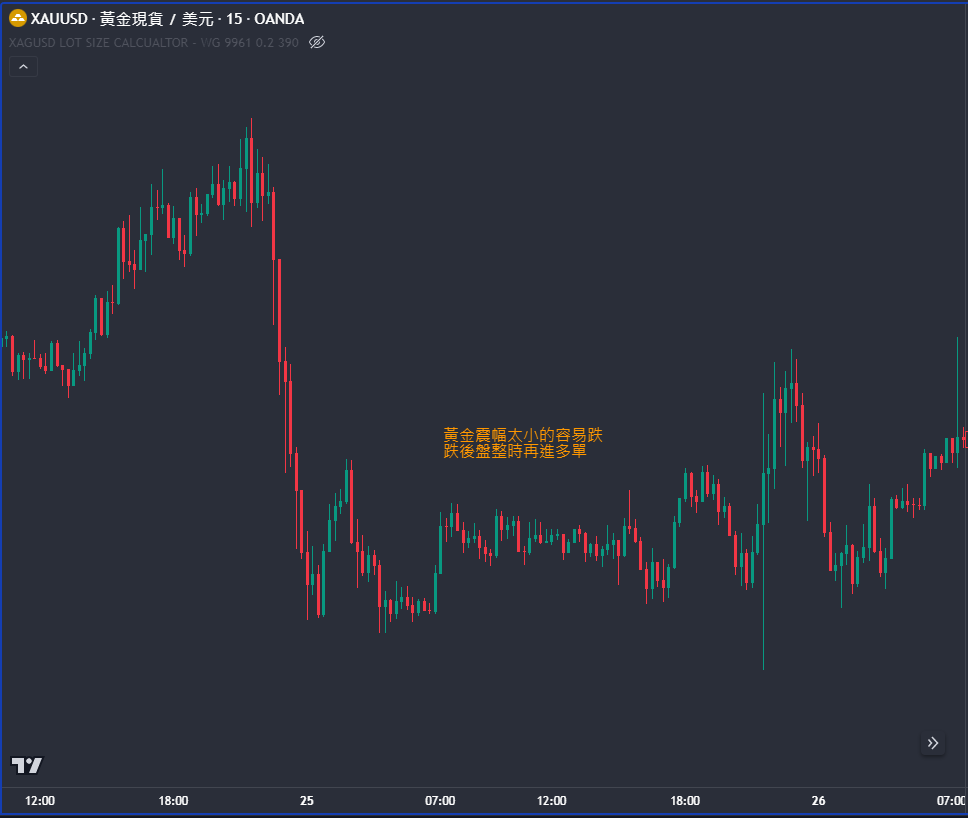 XAUUSD · 黃金現貨 / 美元 · 15 · OANDA
XAGUSD LOT SIZE CALCUALTOR - WG 9961 0.2 390
黃金震幅太小的容易跌
跌後盤整時再進多單
12:00 18:00 25 07:00 12:00 18:00 26 07:00